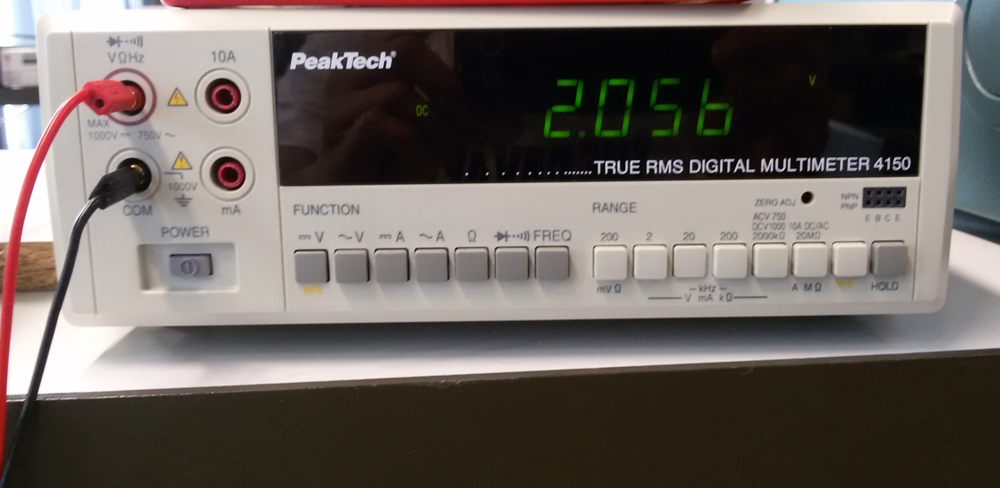 VΩHz
10A
MAX
1000V ⎓ 750V ~
1000V
COM
mA
POWER
PeakTech®
DC
2.056
V
.................TRUE RMS DIGITAL MULTIMETER 4150
FUNCTION
⎓ V ~ V ⎓ A ~ A Ω FREQ
hFE
RANGE
ZERO ADJ
NPN
PNP
E B C E
ACV 750
DCV1000 10A DC/AC
200 2 20 200 2000kΩ 20MΩ
mV Ω
kHz
V mA kΩ
A MΩ
hFE
HOLD